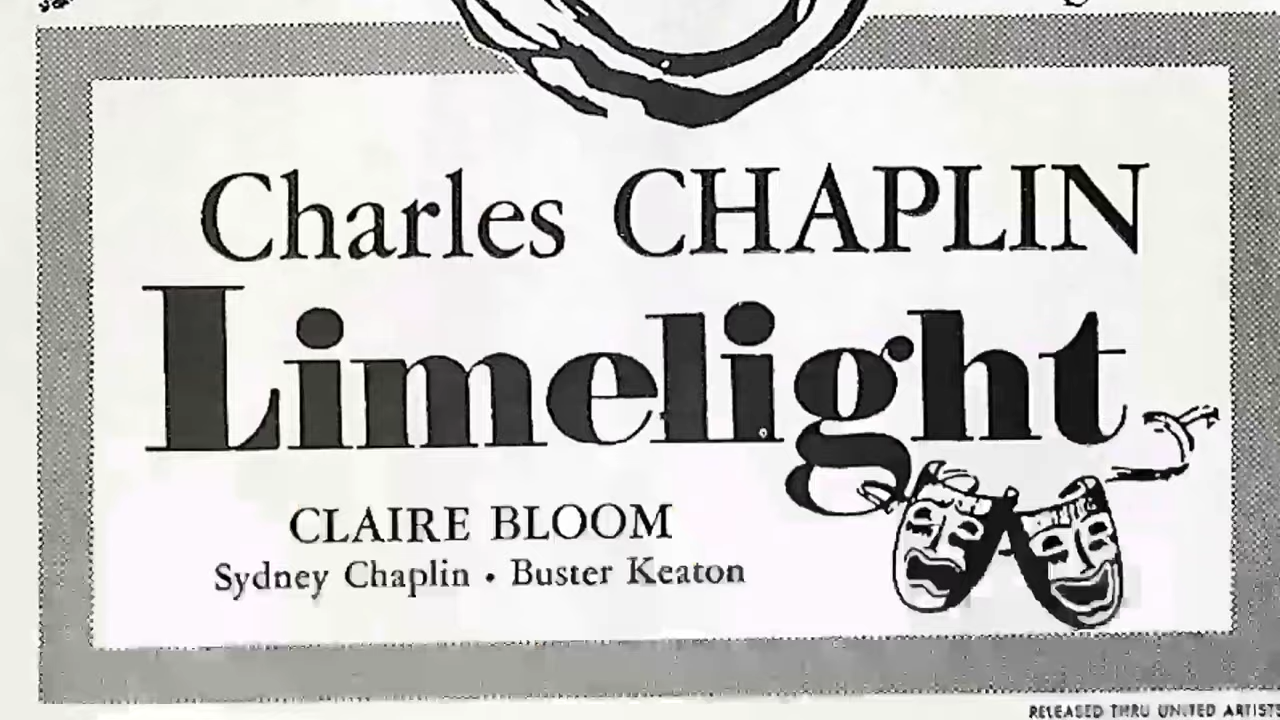 Charles CHAPLIN
Limelight
CLAIRE BLOOM
Sydney Chaplin • Buster Keaton
RELEASED THRU UNITED ARTISTS